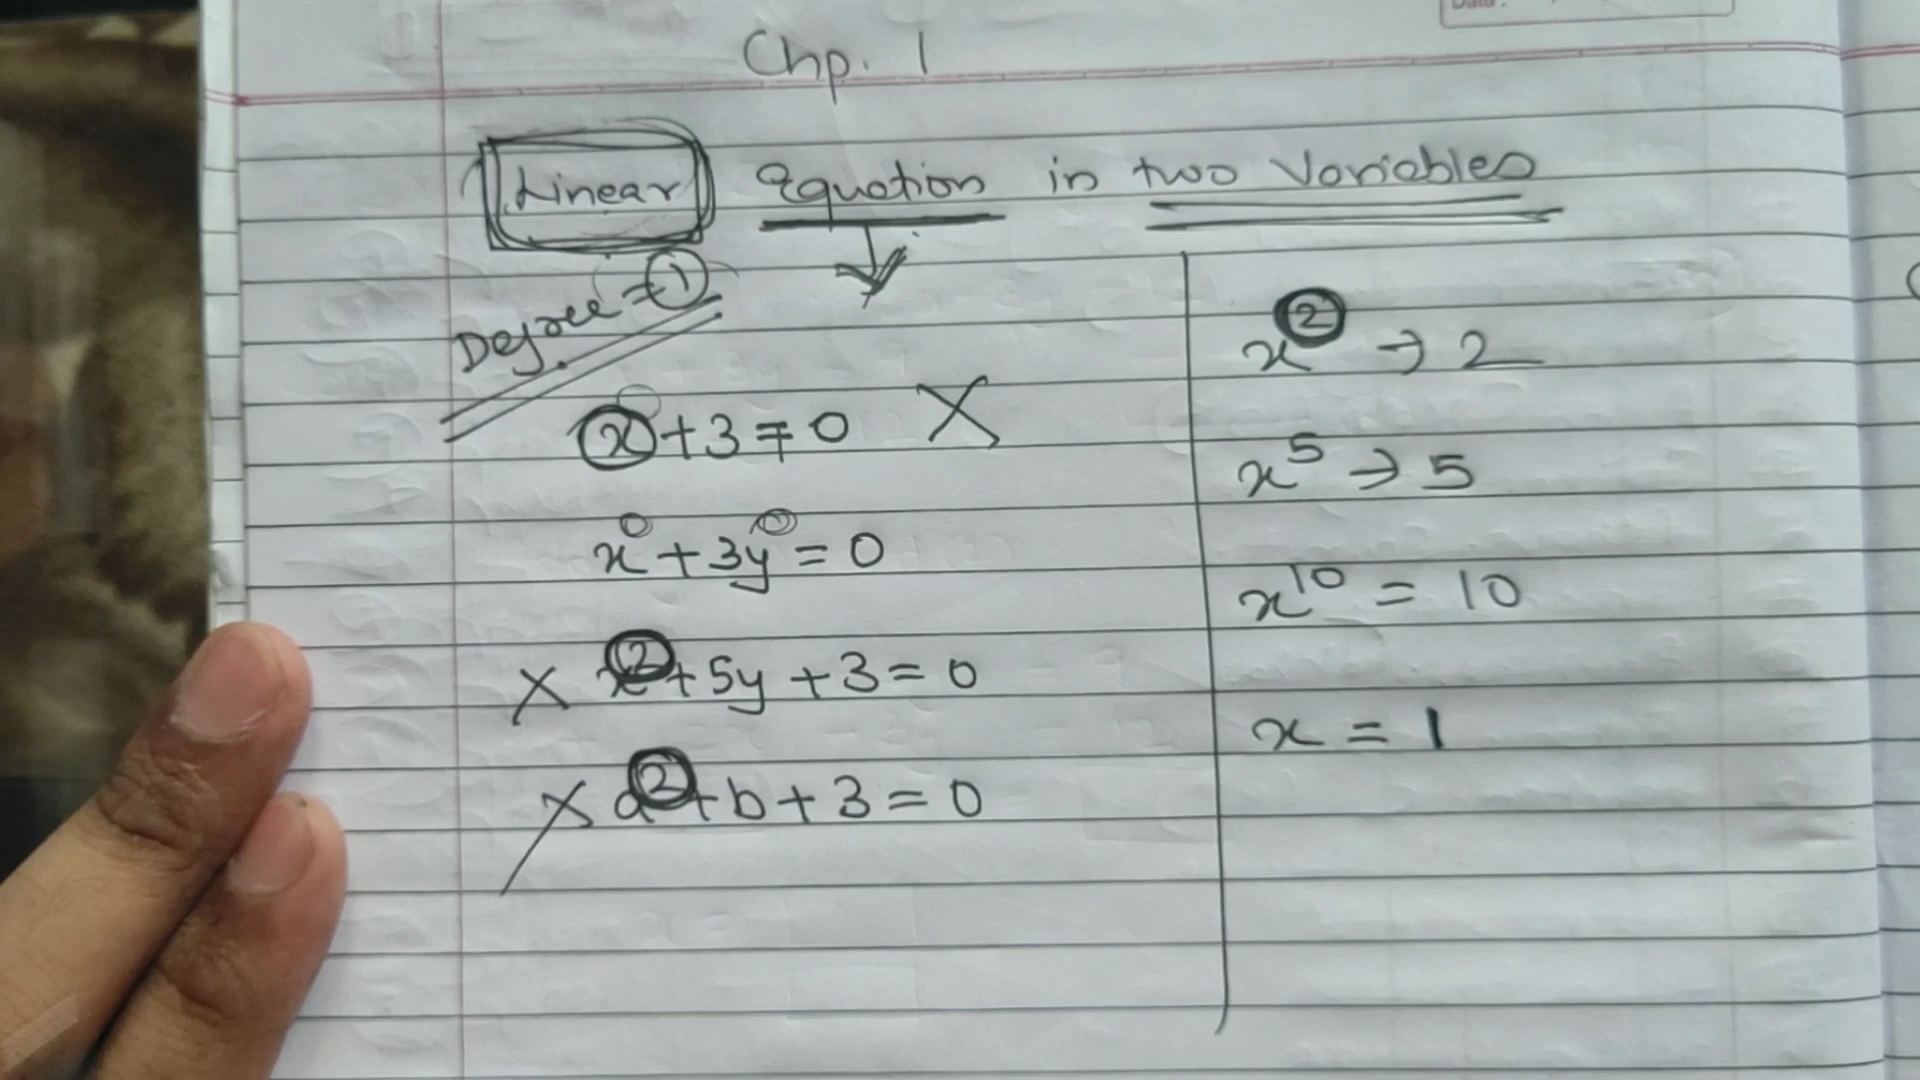 Chp. 1
Linear Equation in two Variables
Degree = 1
x + 3 = 0 X
x + 3y = 0
X x² + 5y + 3 = 0
X a² + b + 3 = 0
x² → 2
x⁵ → 5
x¹⁰ = 10
x = 1